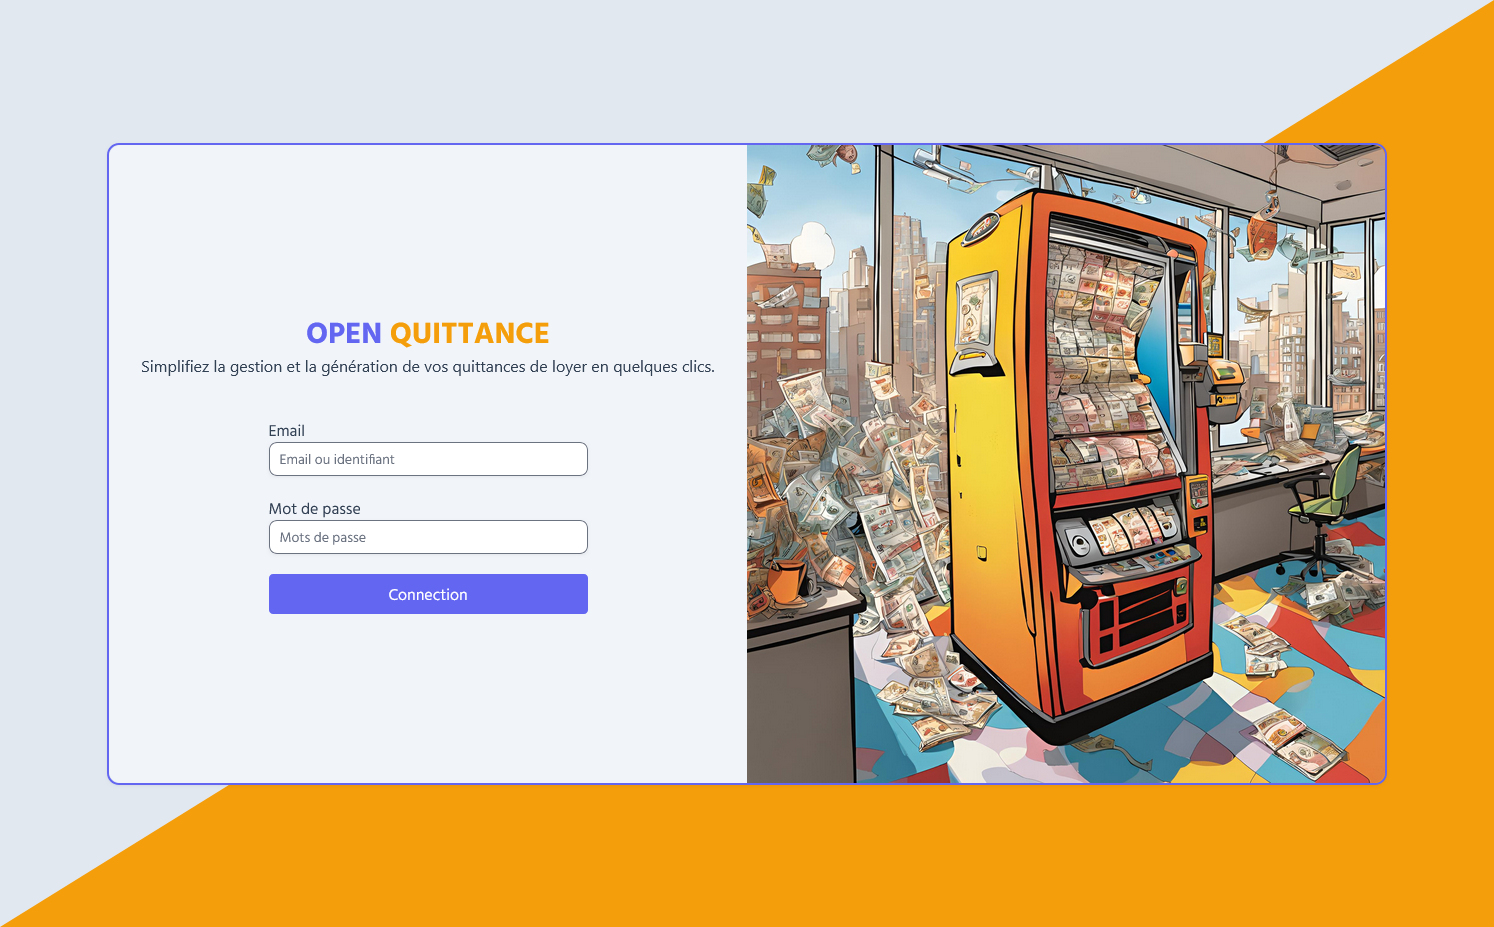 OPEN QUITTANCE
Simplifiez la gestion et la génération de vos quittances de loyer en quelques clics.
Email
Email ou identifiant
Mot de passe
Mots de passe
Connection